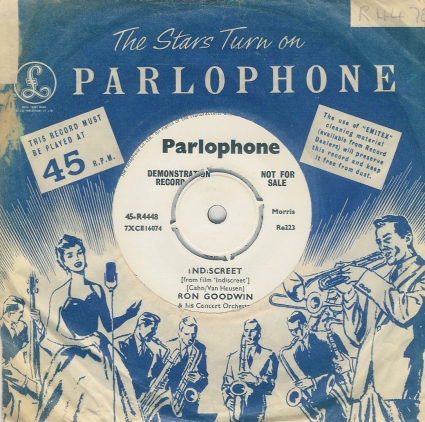 R4478
The Stars Turn on
PARLOPHONE
THIS RECORD MUST
BE PLAYED AT
45 R.P.M.
The use of "EMITEX"
cleaning material
(available from Record
Dealers) will preserve
this record and keep
it free from dust.
Parlophone
DEMONSTRATION
RECORD
NOT FOR
SALE
45-R4448
7XCE16074
Morris
Re223
INDISCREET
[from film 'Indiscreet']
[Cahn/Van Heusen]
RON GOODWIN
& his Concert Orchestra